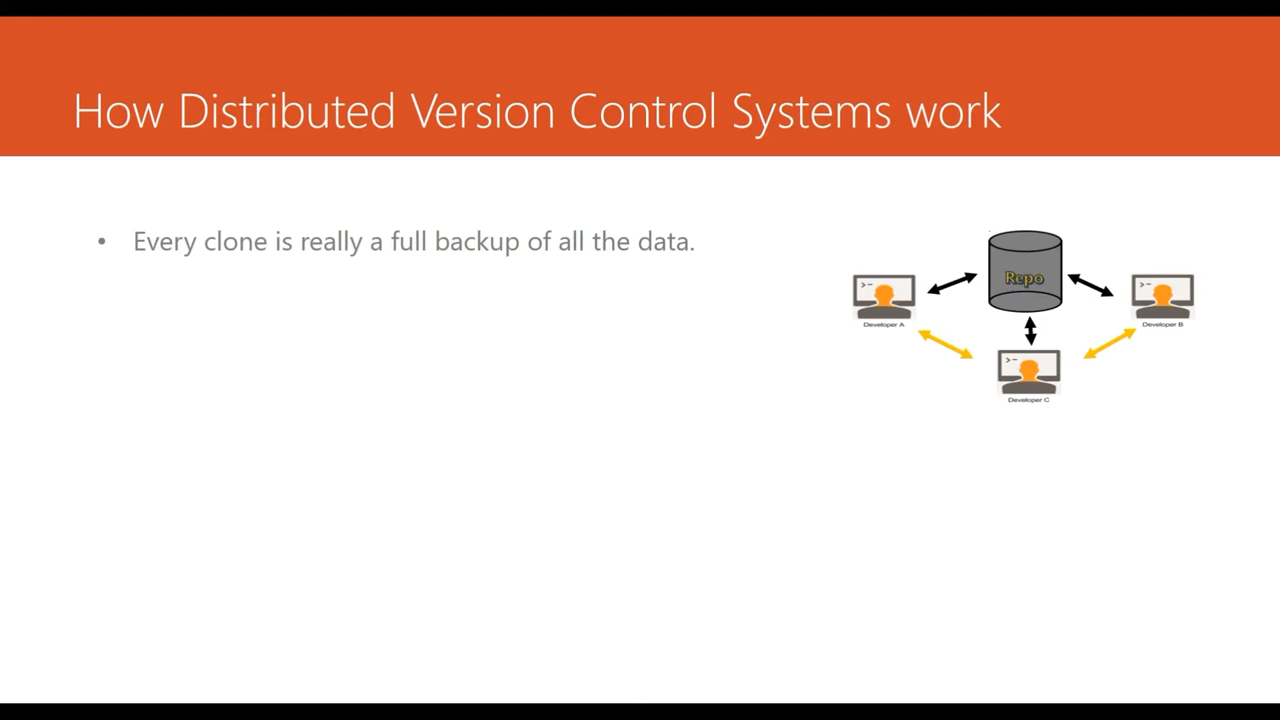 How Distributed Version Control Systems work
• Every clone is really a full backup of all the data.
Repo
>-
Developer A
>-
Developer B
>-
Developer C